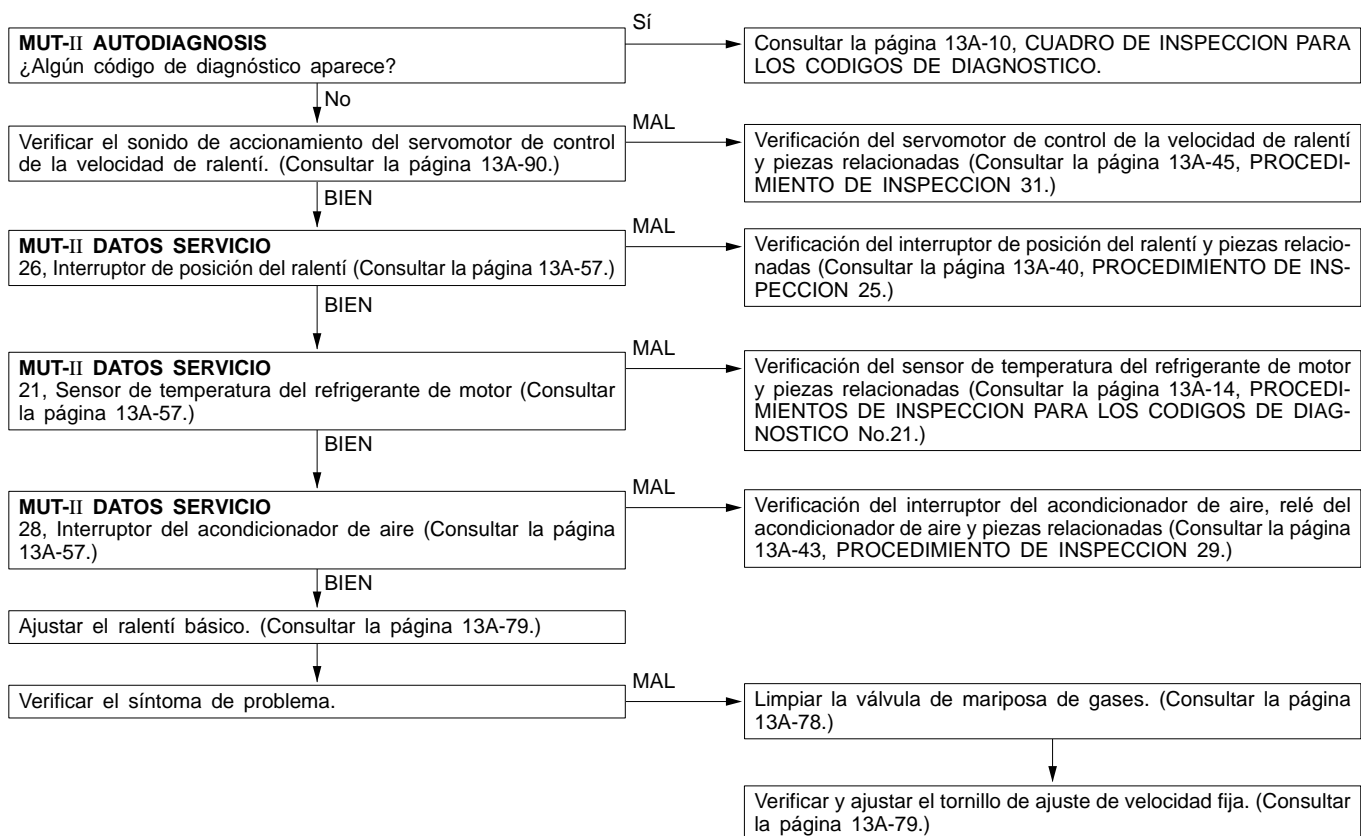 Sí
MUT-II AUTODIAGNOSIS
¿Algún código de diagnóstico aparece?
Consultar la página 13A-10, CUADRO DE INSPECCION PARA
LOS CODIGOS DE DIAGNOSTICO.
No
Verificar el sonido de accionamiento del servomotor de control
de la velocidad de ralentí. (Consultar la página 13A-90.)
MAL
Verificación del servomotor de control de la velocidad de ralentí
y piezas relacionadas (Consultar la página 13A-45, PROCEDI-
MIENTO DE INSPECCION 31.)
BIEN
MUT-II DATOS SERVICIO
26, Interruptor de posición del ralentí (Consultar la página 13A-57.)
MAL
Verificación del interruptor de posición del ralentí y piezas relacio-
nadas (Consultar la página 13A-40, PROCEDIMIENTO DE INS-
PECCION 25.)
BIEN
MUT-II DATOS SERVICIO
21, Sensor de temperatura del refrigerante de motor (Consultar
la página 13A-57.)
MAL
Verificación del sensor de temperatura del refrigerante de motor
y piezas relacionadas (Consultar la página 13A-14, PROCEDI-
MIENTOS DE INSPECCION PARA LOS CODIGOS DE DIAG-
NOSTICO No.21.)
BIEN
MUT-II DATOS SERVICIO
28, Interruptor del acondicionador de aire (Consultar la página
13A-57.)
MAL
Verificación del interruptor del acondicionador de aire, relé del
acondicionador de aire y piezas relacionadas (Consultar la página
13A-43, PROCEDIMIENTO DE INSPECCION 29.)
BIEN
Ajustar el ralentí básico. (Consultar la página 13A-79.)
Verificar el síntoma de problema.
MAL
Limpiar la válvula de mariposa de gases. (Consultar la página
13A-78.)
Verificar y ajustar el tornillo de ajuste de velocidad fija. (Consultar
la página 13A-79.)